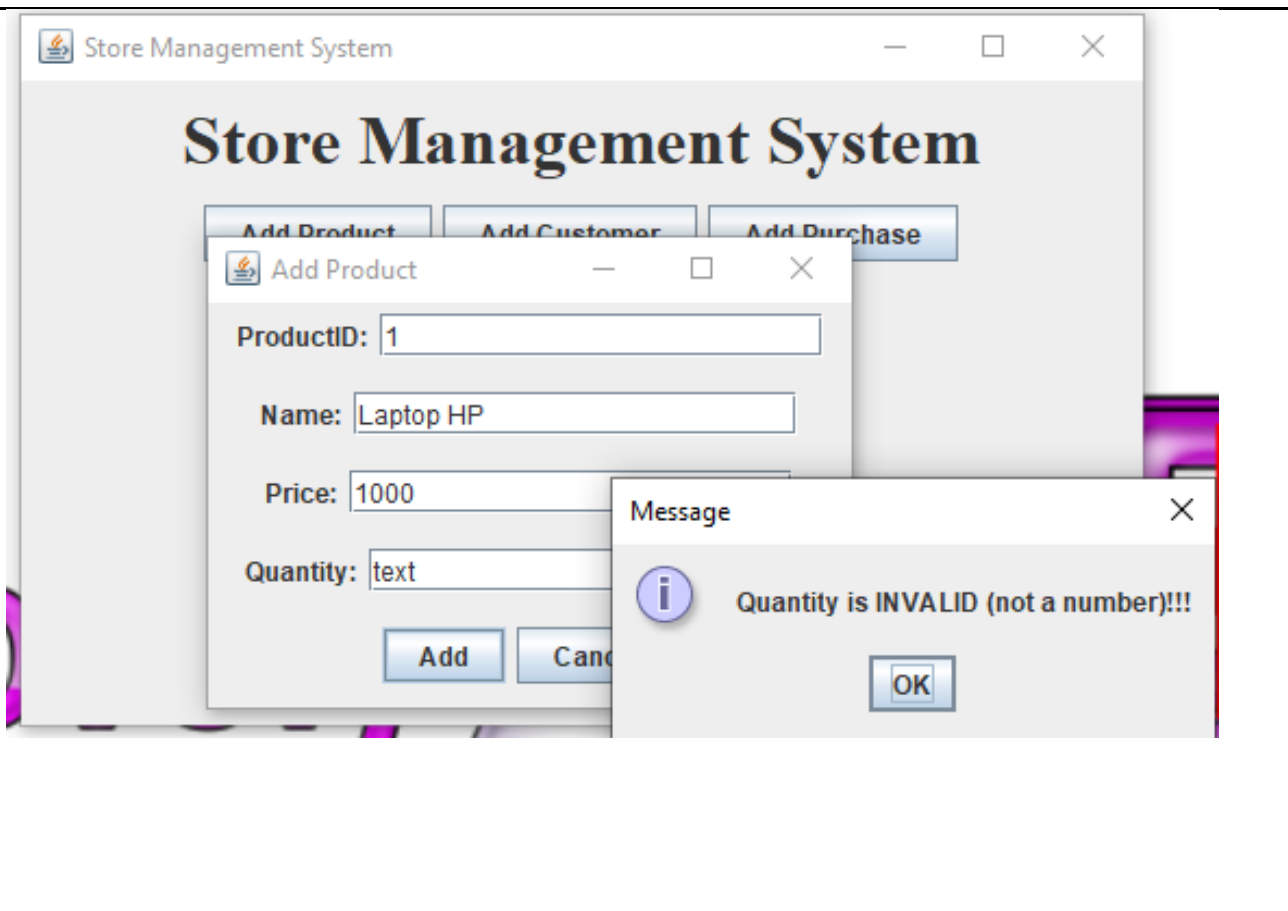 Store Management System
Store Management System
Add Product Add Customer Add Purchase
Add Product
ProductID: 1
Name: Laptop HP
Price: 1000
Quantity: text
Add
Message
Quantity is INVALID (not a number)!!!
OK